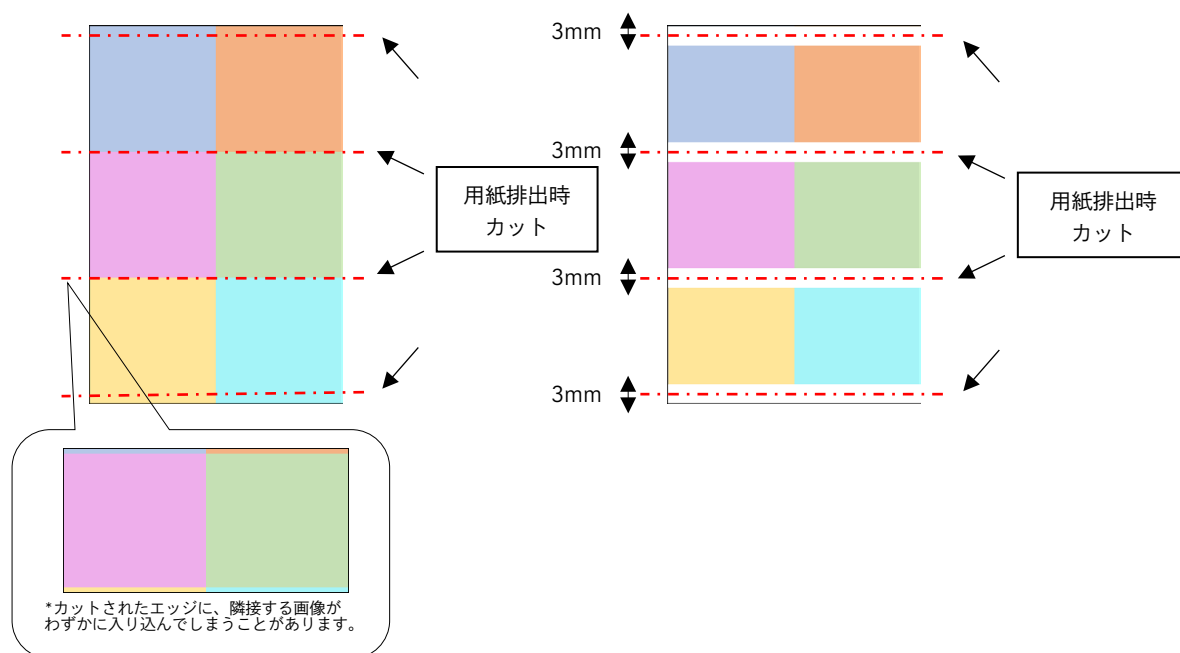 3mm
用紙排出時
カット
3mm
3mm
3mm
用紙排出時
カット
*カットされたエッジに、隣接する画像が
わずかに入り込んでしまうことがあります。